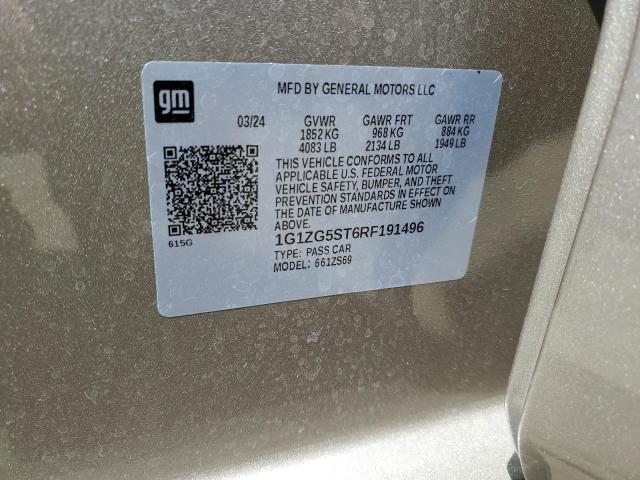 gm
MFD BY GENERAL MOTORS LLC
03/24 GVWR GAWR FRT GAWR RR
1852 KG 968 KG 884 KG
4083 LB 2134 LB 1949 LB
THIS VEHICLE CONFORMS TO ALL
APPLICABLE U.S. FEDERAL MOTOR
VEHICLE SAFETY, BUMPER, AND THEFT
PREVENTION STANDARDS IN EFFECT ON
THE DATE OF MANUFACTURE SHOWN
ABOVE.
615G
1G1ZG5ST6RF191496
TYPE: PASS CAR
MODEL: 661ZS69